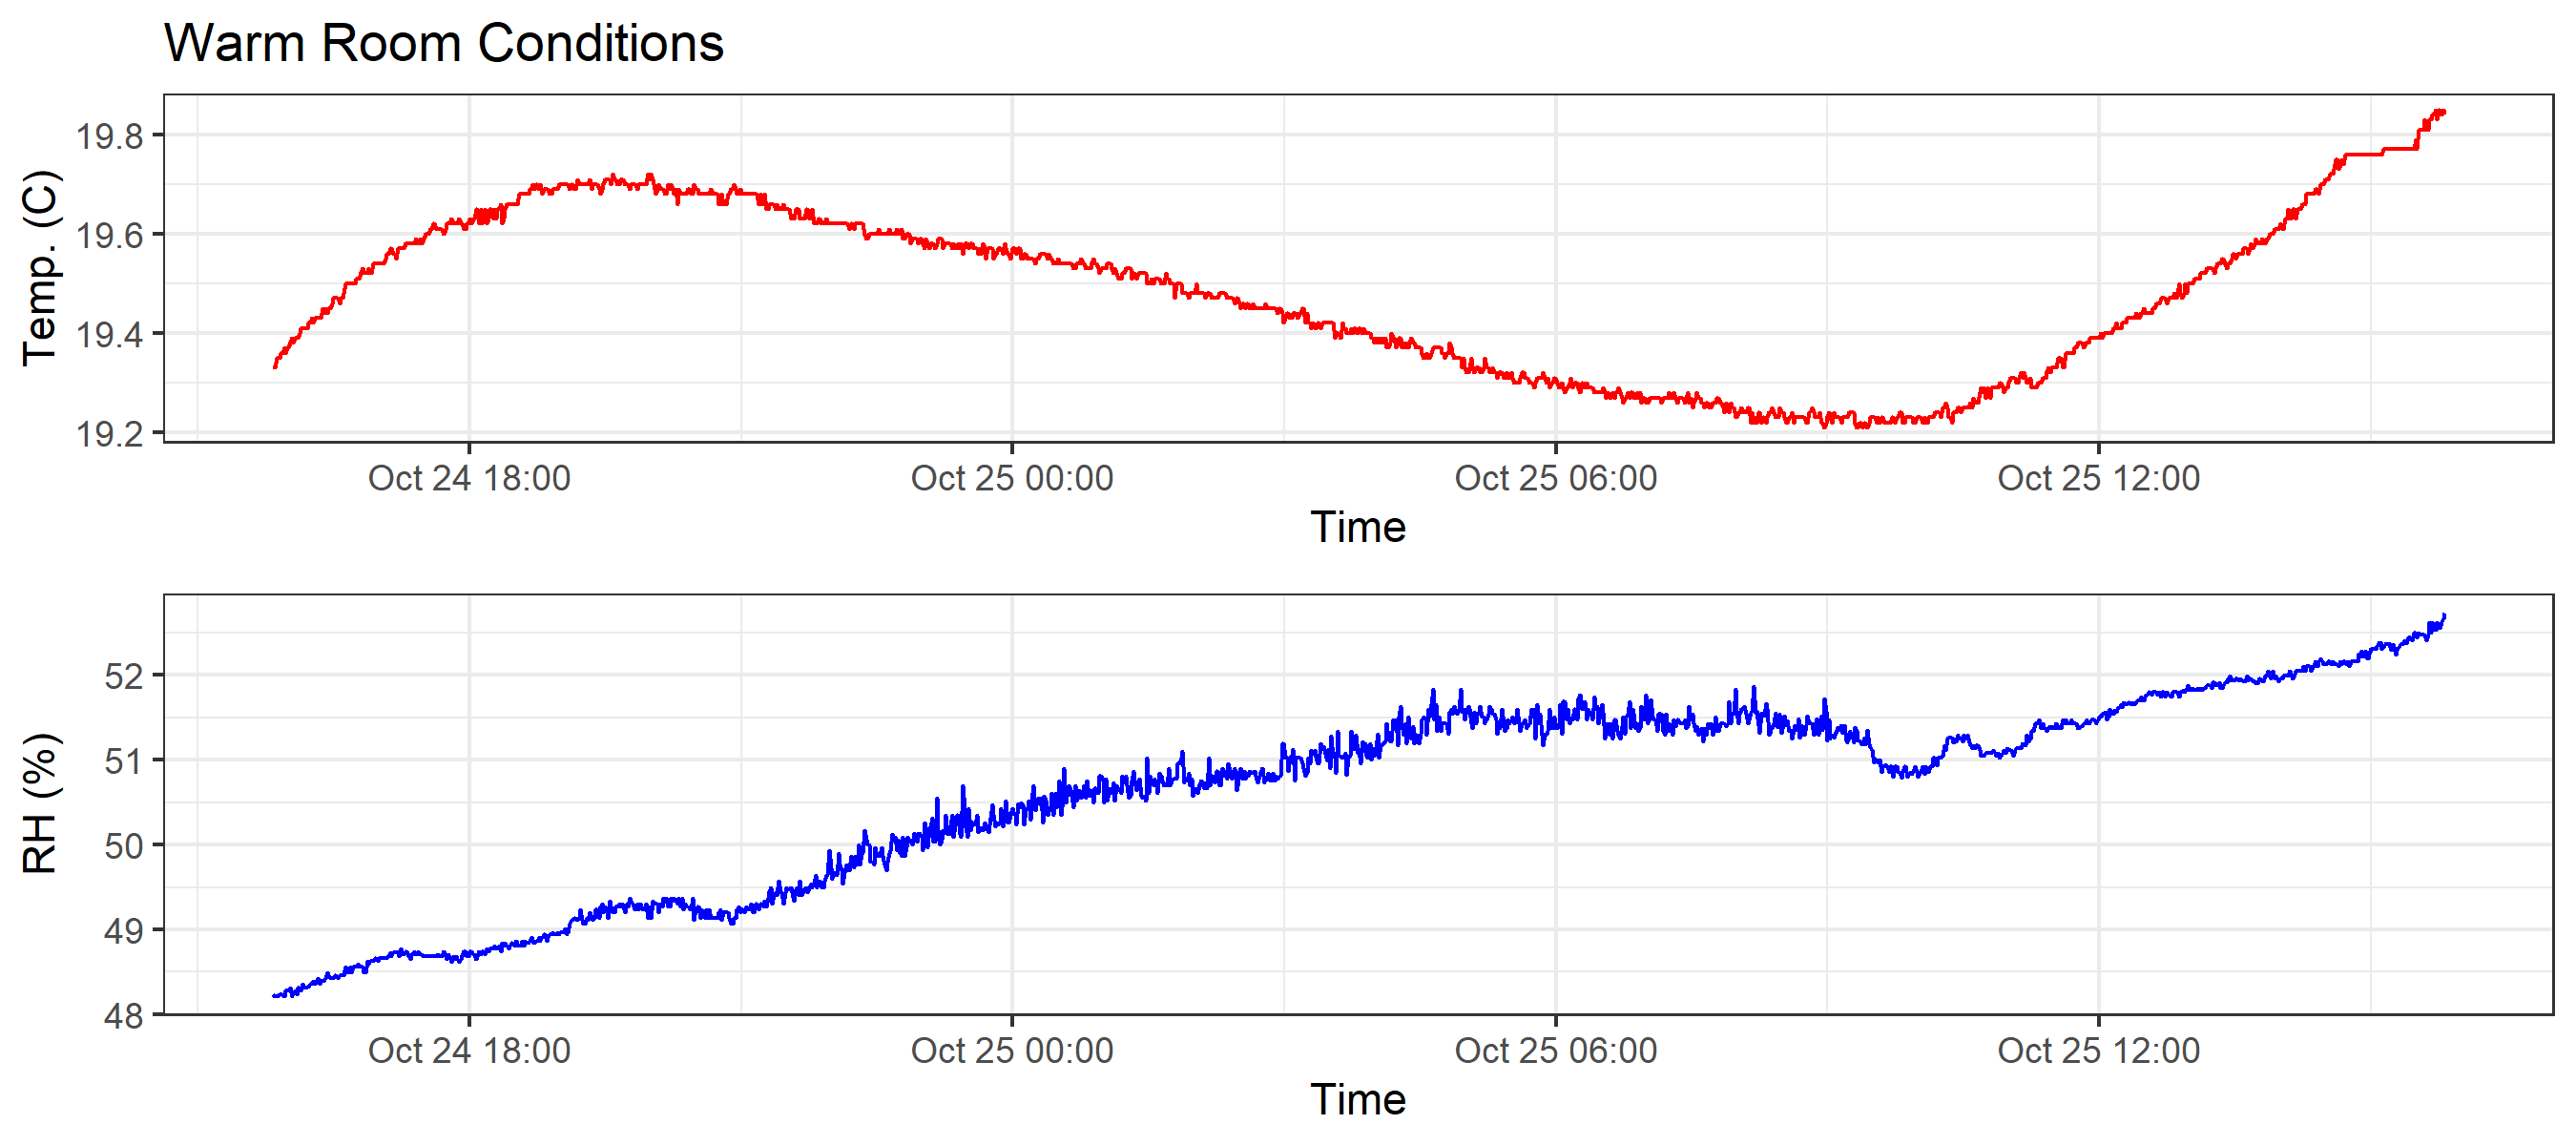 Warm Room Conditions
Temp. (C)
19.8
19.6
19.4
19.2
Oct 24 18:00 Oct 25 00:00 Oct 25 06:00 Oct 25 12:00
Time
RH (%)
52
51
50
49
48
Oct 24 18:00 Oct 25 00:00 Oct 25 06:00 Oct 25 12:00
Time